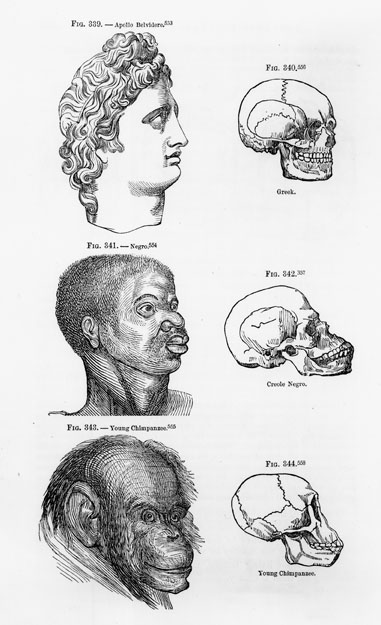 Fig. 339. — Apollo Belvidere.553
Fig. 340.556
Greek.
Fig. 341. — Negro.554
Fig. 342.557
Creole Negro.
Fig. 343. — Young Chimpanzee.555
Fig. 344.558
Young Chimpanzee.